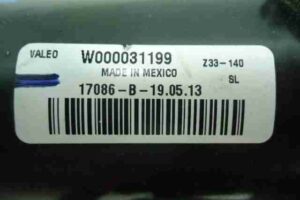 VALEO W000031199 Z33-140
MADE IN MEXICO SL
17086-B-19.05.13